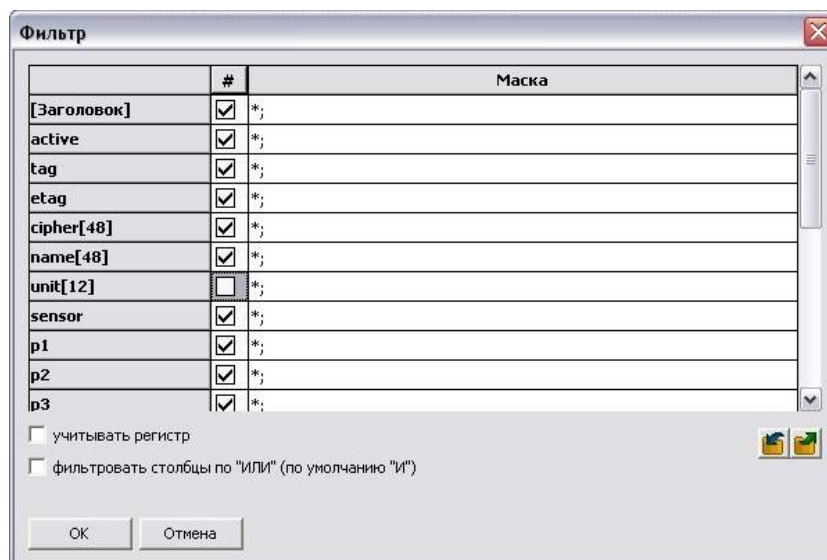 Фильтр
# Маска
[Заголовок] *;
active *;
tag *;
etag *;
cipher[48] *;
name[48] *;
unit[12] *;
sensor *;
p1 *;
p2 *;
p3 *;
учитывать регистр
фильтровать столбцы по "ИЛИ" (по умолчанию "И")
ОК Отмена